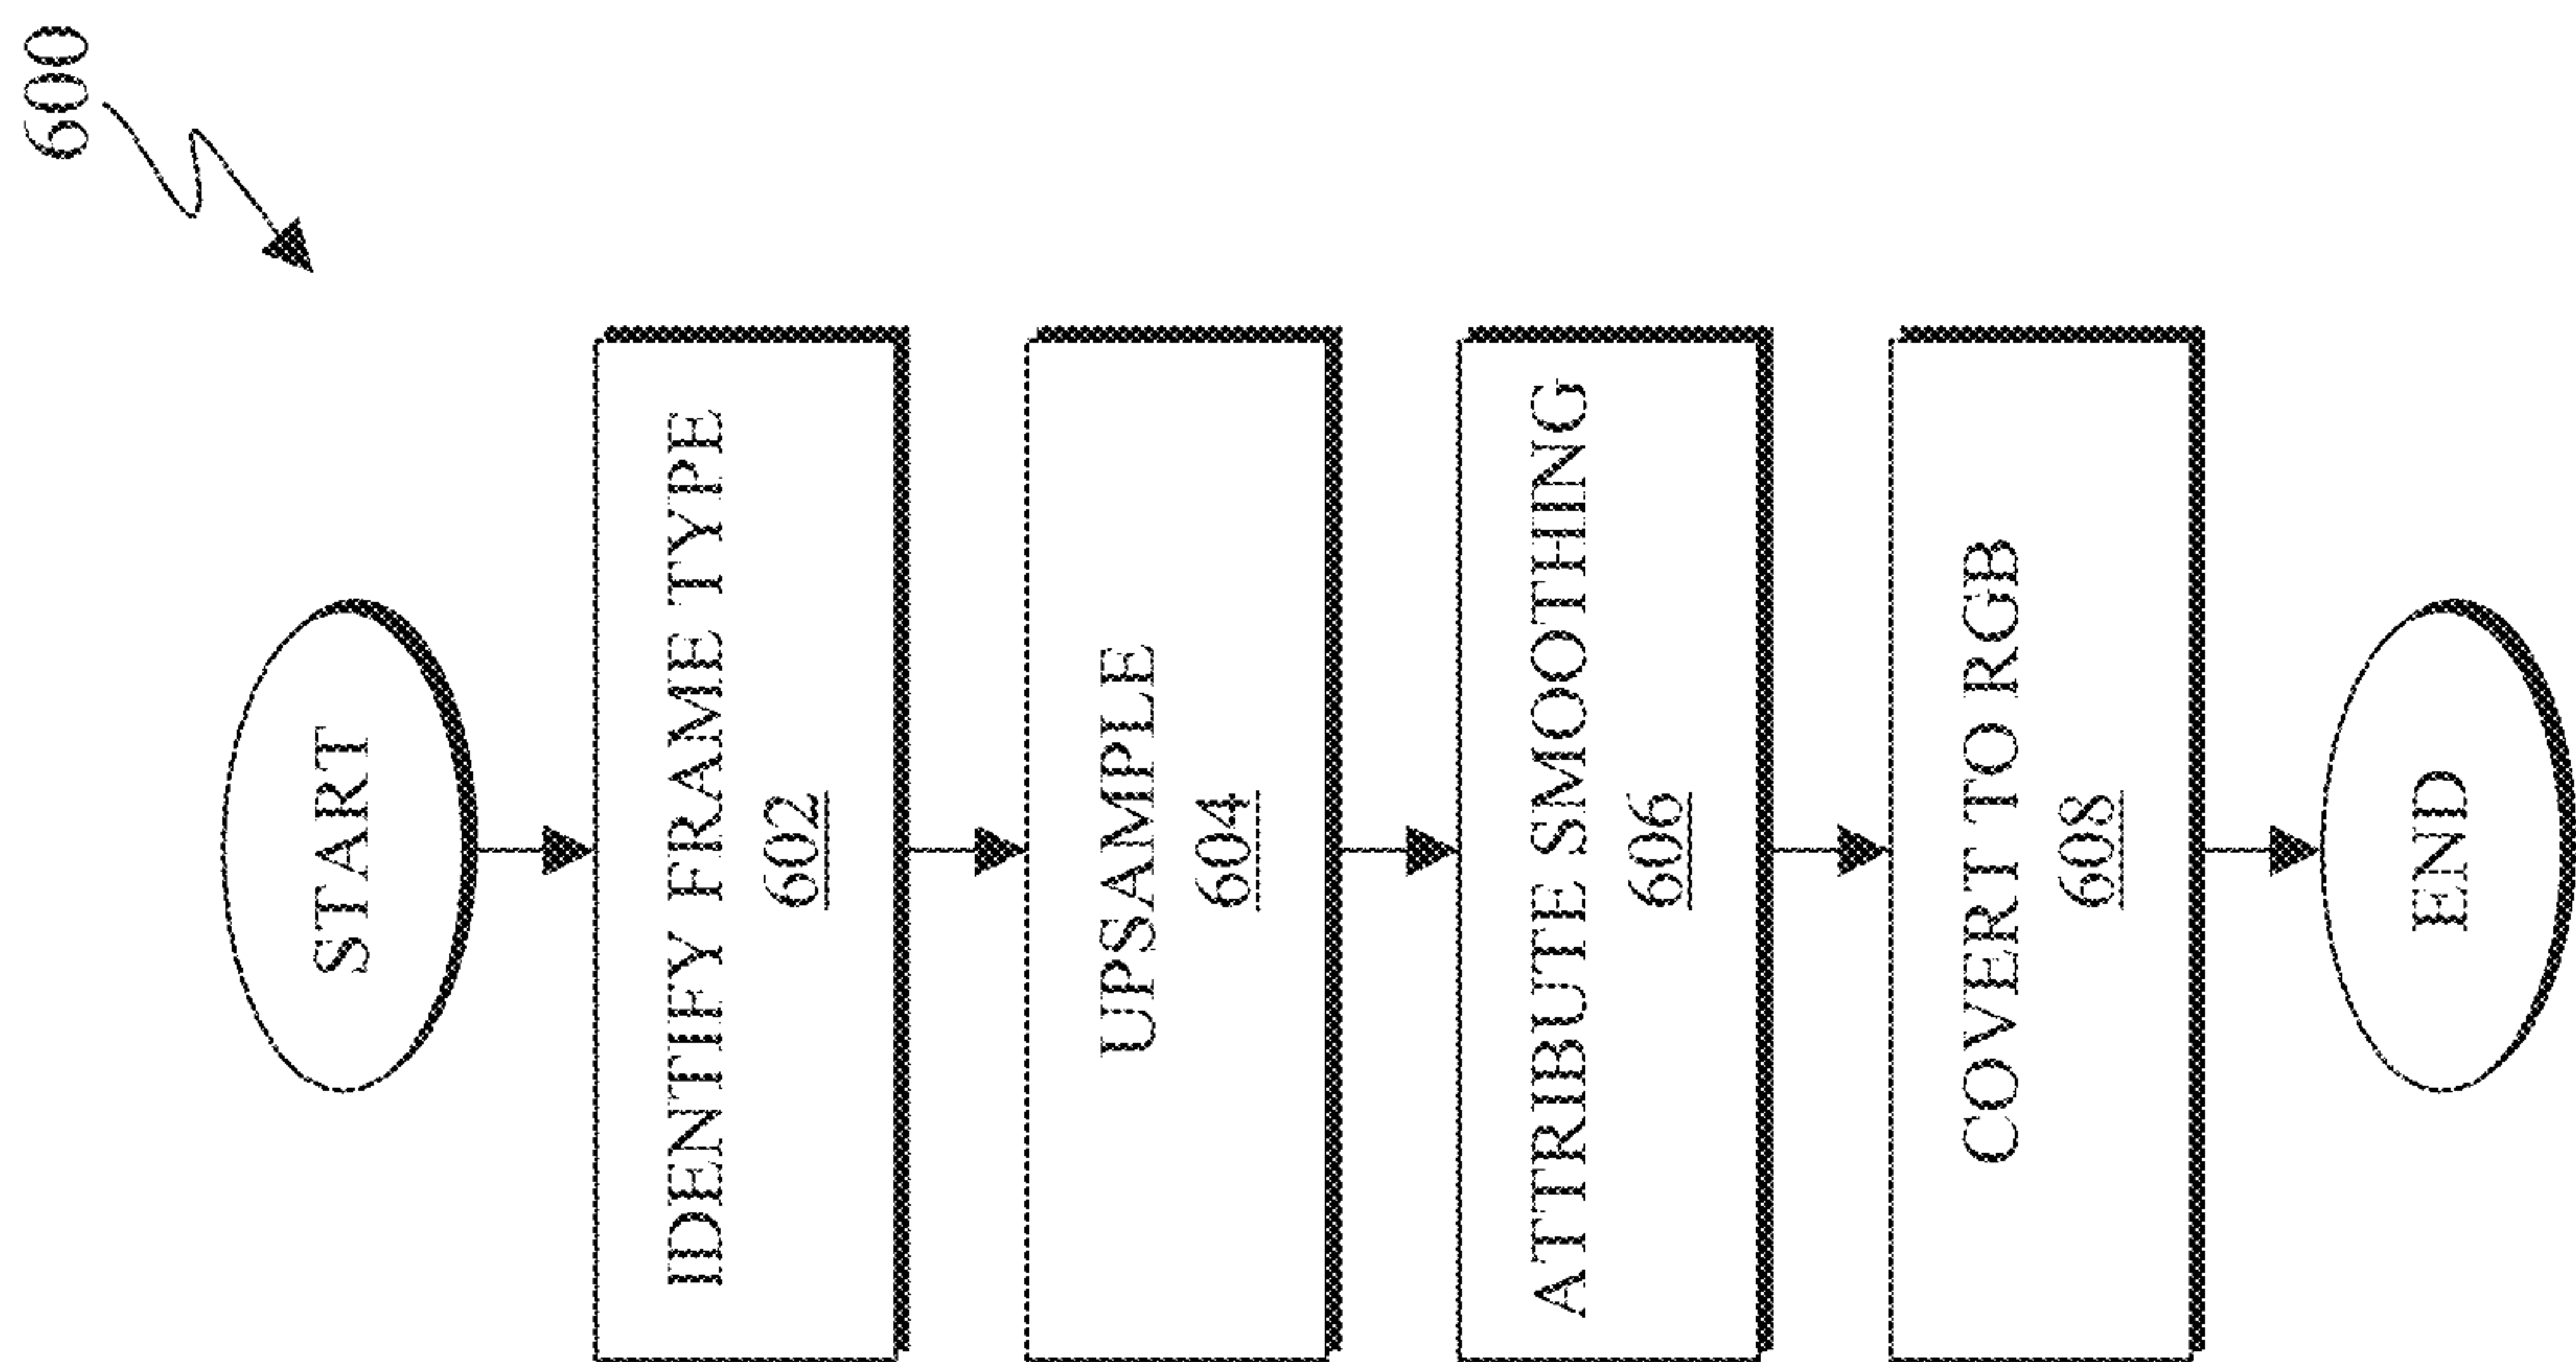 600
START
IDENTIFY FRAME TYPE
602
UPSAMPLE
604
ATTRIBUTE SMOOTHING
606
COVERT TO RGB
608
END